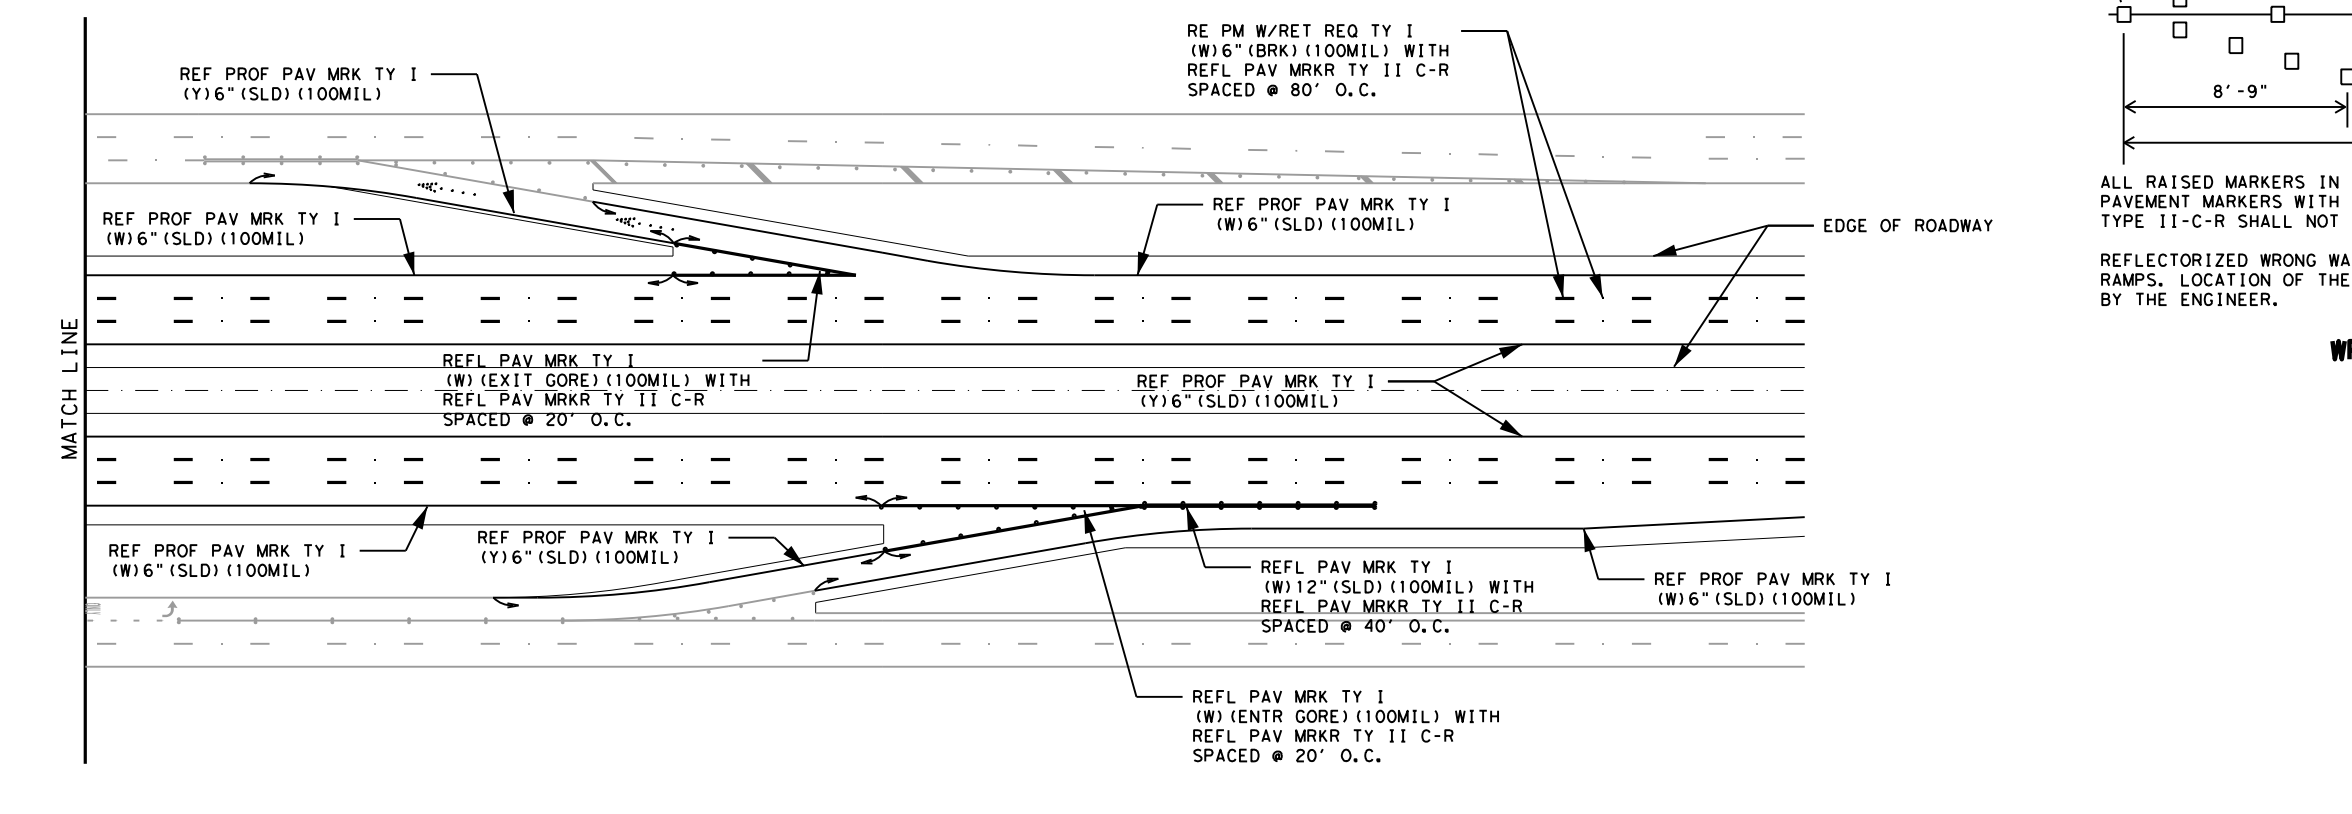 REF PROF PAV MRK TY I
(Y)6"(SLD)(100MIL)
RE PM W/RET REQ TY I
(W)6"(BRK)(100MIL) WITH
REFL PAV MRKR TY II C-R
SPACED @ 80' O.C.
REF PROF PAV MRK TY I
(W)6"(SLD)(100MIL)
REF PROF PAV MRK TY I
(W)6"(SLD)(100MIL)
EDGE OF ROADWAY
MATCH LINE
REFL PAV MRK TY I
(W)(EXIT GORE)(100MIL) WITH
REFL PAV MRKR TY II C-R
SPACED @ 20' O.C.
REF PROF PAV MRK TY I
(Y)6"(SLD)(100MIL)
REF PROF PAV MRK TY I
(W)6"(SLD)(100MIL)
REF PROF PAV MRK TY I
(Y)6"(SLD)(100MIL)
REFL PAV MRK TY I
(W)12"(SLD)(100MIL) WITH
REFL PAV MRKR TY II C-R
SPACED @ 40' O.C.
REF PROF PAV MRK TY I
(W)6"(SLD)(100MIL)
REFL PAV MRK TY I
(W)(ENTR GORE)(100MIL) WITH
REFL PAV MRKR TY II C-R
SPACED @ 20' O.C.
8'-9"
ALL RAISED MARKERS IN
PAVEMENT MARKERS WITH
TYPE II-C-R SHALL NOT
REFLECTORIZED WRONG WA
RAMPS. LOCATION OF THE
BY THE ENGINEER.